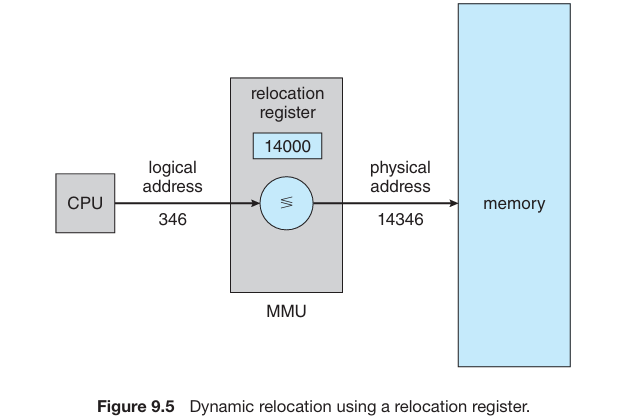 relocation
register
14000
logical
address
346
CPU
≶
physical
address
14346
memory
MMU
Figure 9.5 Dynamic relocation using a relocation register.